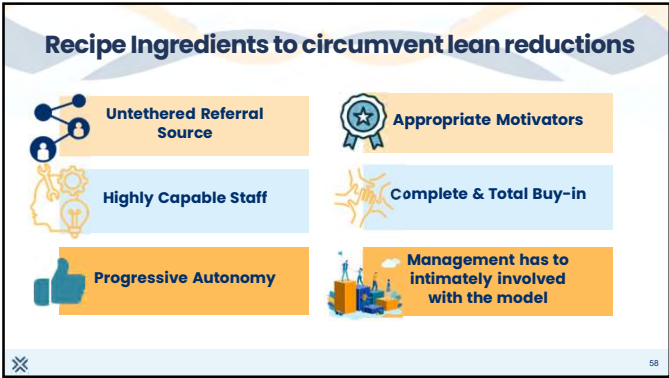 Recipe Ingredients to circumvent lean reductions
Untethered Referral
Source
Appropriate Motivators
Highly Capable Staff
Complete & Total Buy-in
Progressive Autonomy
Management has to
intimately involved
with the model
58